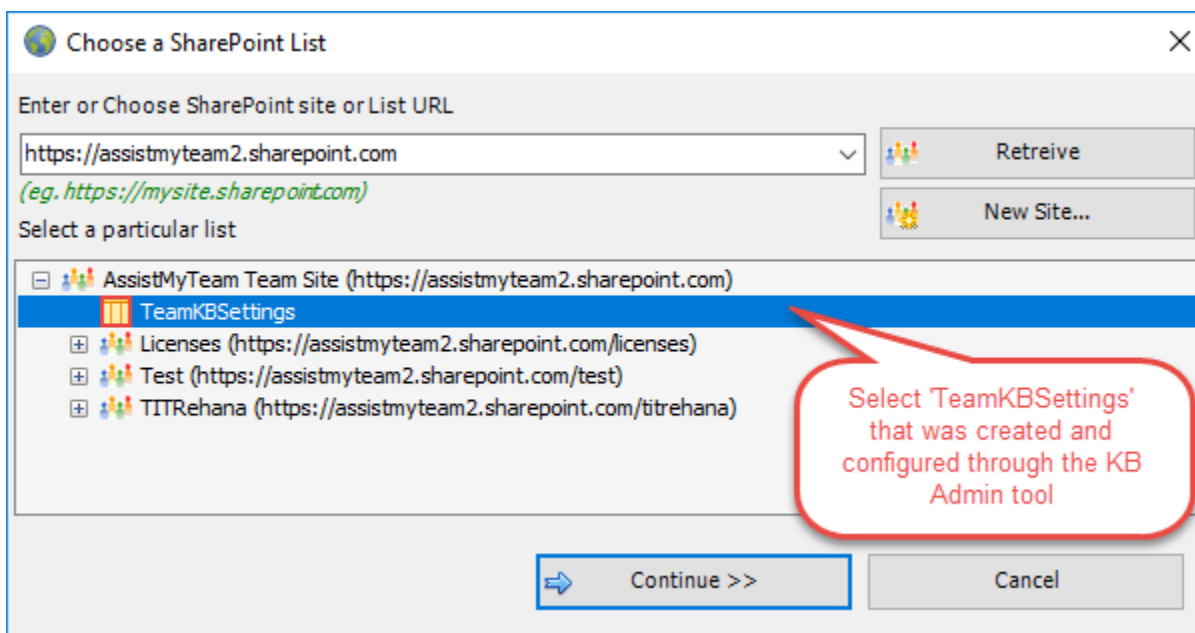 Choose a SharePoint List
Enter or Choose SharePoint site or List URL
https://assistmyteam2.sharepoint.com
Retreive
(eg. https://mysite.sharepoint.com)
New Site...
Select a particular list
AssistMyTeam Team Site (https://assistmyteam2.sharepoint.com)
TeamKBSettings
Licenses (https://assistmyteam2.sharepoint.com/licenses)
Test (https://assistmyteam2.sharepoint.com/test)
TITRehana (https://assistmyteam2.sharepoint.com/titrehana)
Select 'TeamKBSettings'
that was created and
configured through the KB
Admin tool
Continue >>
Cancel